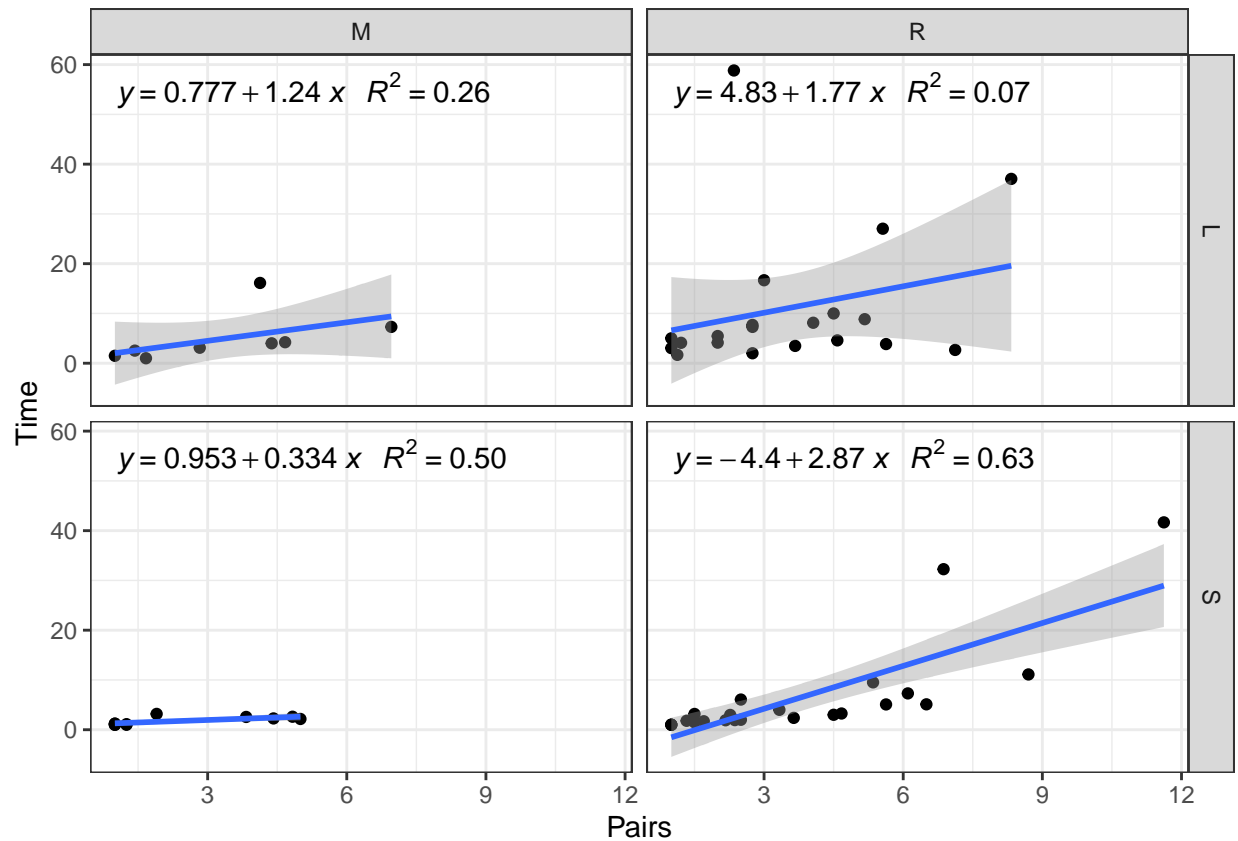 M
R
60
40
20
0
y = 0.777 + 1.24 x R² = 0.26
y = 4.83 + 1.77 x R² = 0.07
L
Time
60
40
20
0
y = 0.953 + 0.334 x R² = 0.50
y = − 4.4 + 2.87 x R² = 0.63
S
3 6 9 12
3 6 9 12
Pairs